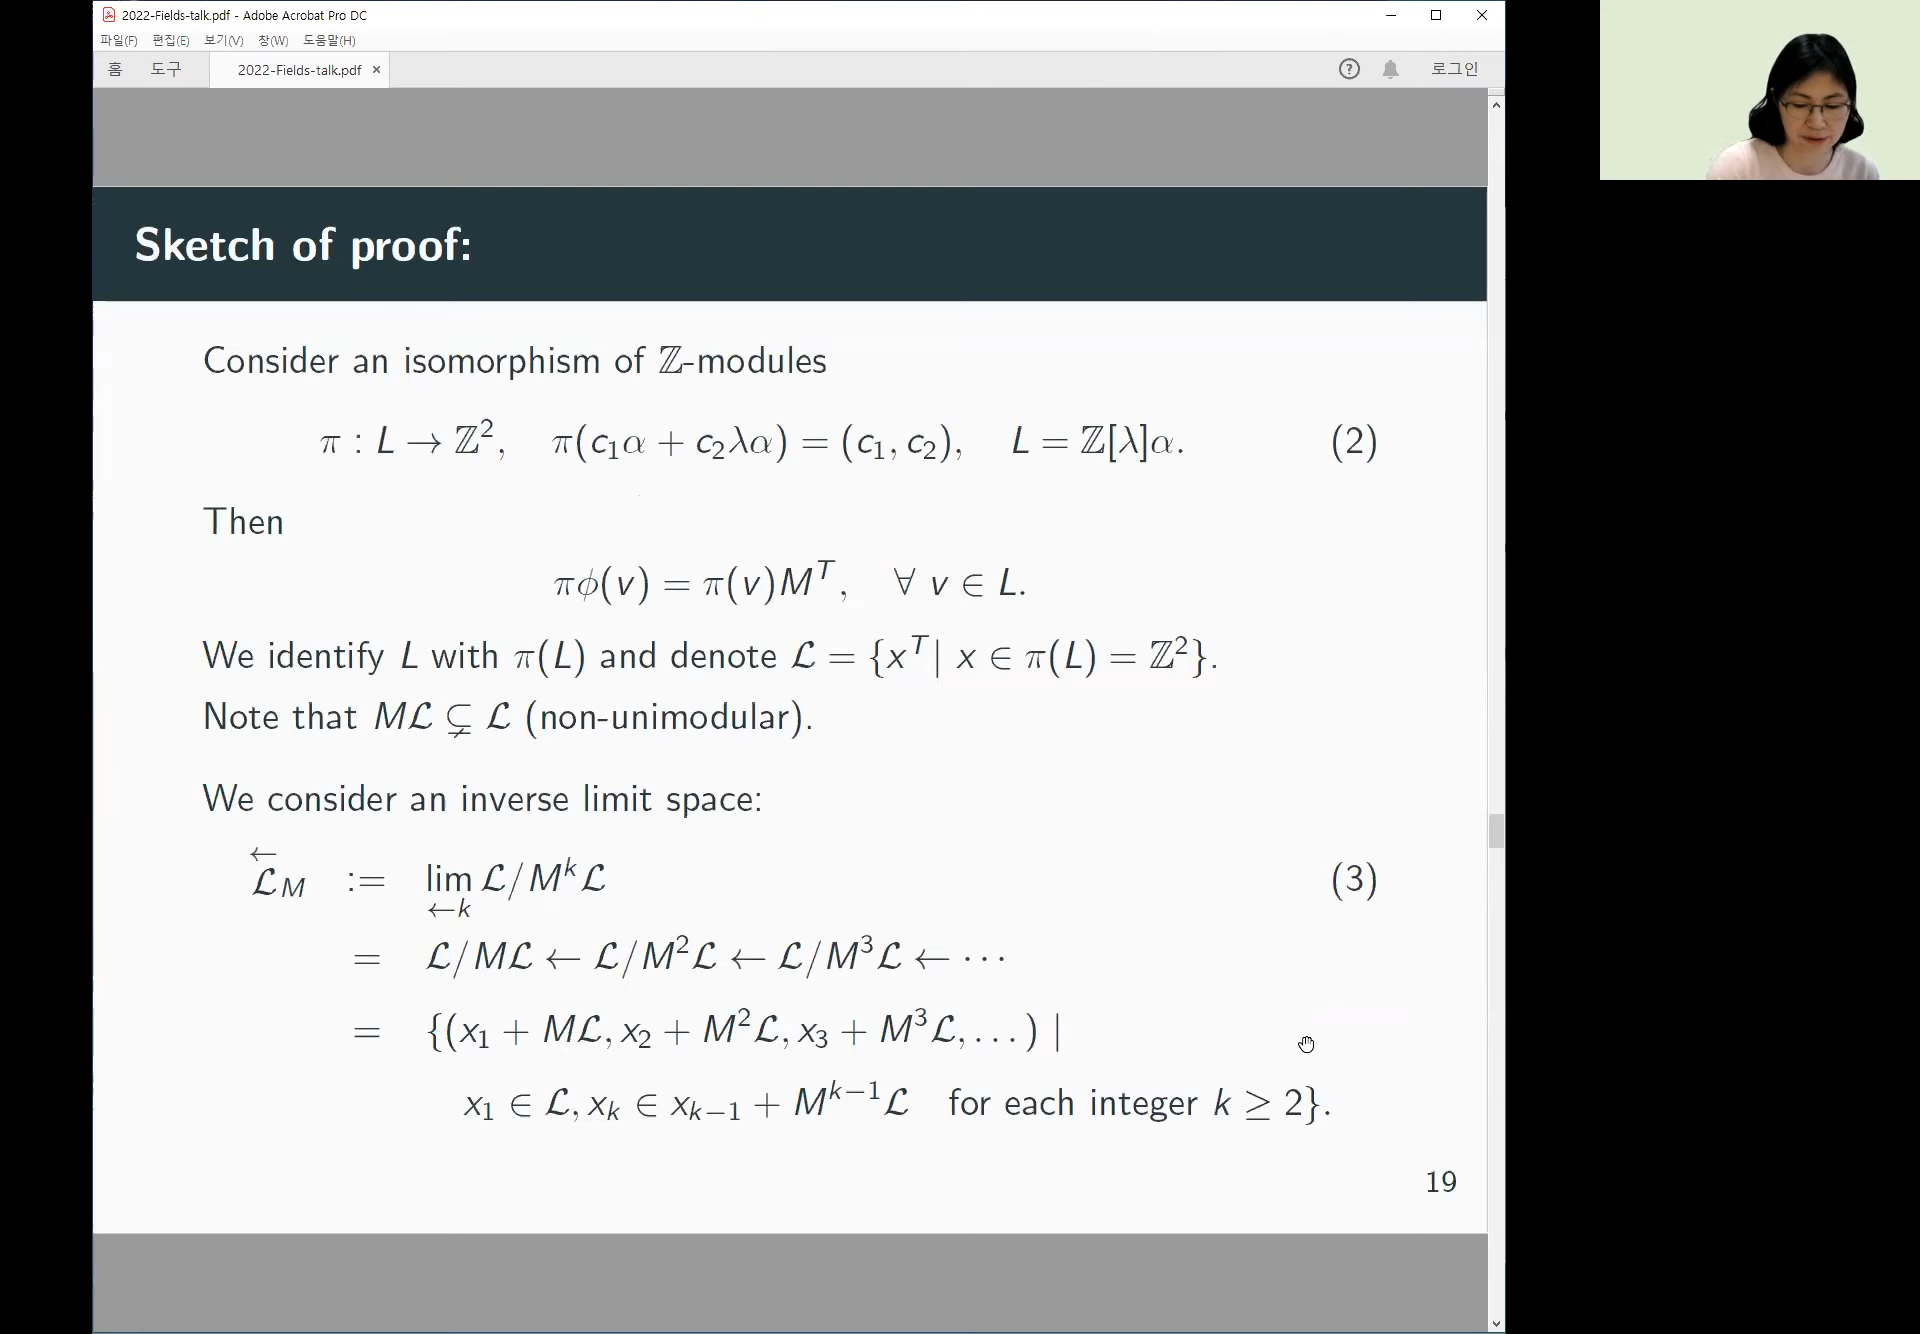 2022-Fields-talk.pdf - Adobe Acrobat Pro DC
파일(F) 편집(E) 보기(V) 창(W) 도움말(H)
홈 도구 2022-Fields-talk.pdf × ? 로그인
Sketch of proof:
Consider an isomorphism of ℤ-modules
π : L → ℤ², π(c₁α + c₂λα) = (c₁, c₂), L = ℤ[λ]α. (2)
Then
πϕ(v) = π(v)Mᵀ, ∀ v ∈ L.
We identify L with π(L) and denote ℒ = {xᵀ| x ∈ π(L) = ℤ²}.
Note that Mℒ ⊊ ℒ (non-unimodular).
We consider an inverse limit space:
ℒ⃖_M := lim_{←k} ℒ/Mᵏℒ (3)
= ℒ/Mℒ ← ℒ/M²ℒ ← ℒ/M³ℒ ← ⋯
= {(x₁ + Mℒ, x₂ + M²ℒ, x₃ + M³ℒ, . . . ) |
x₁ ∈ ℒ, xₖ ∈ xₖ₋₁ + Mᵏ⁻¹ℒ for each integer k ≥ 2}.
19